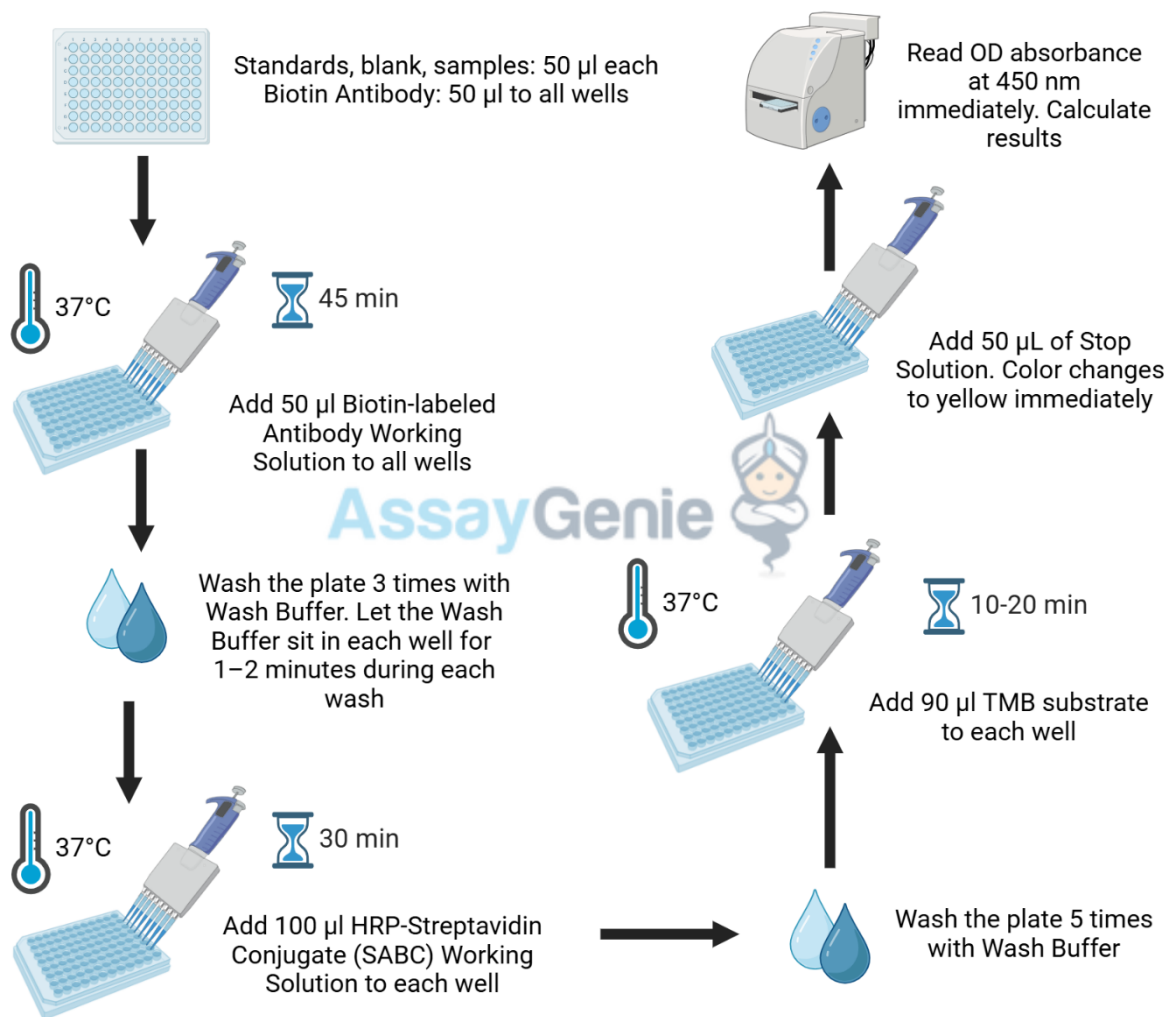 Standards, blank, samples: 50 µl each
Biotin Antibody: 50 µl to all wells
37°C
45 min
Add 50 µl Biotin-labeled
Antibody Working
Solution to all wells
Wash the plate 3 times with
Wash Buffer. Let the Wash
Buffer sit in each well for
1–2 minutes during each
wash
37°C
30 min
Add 100 µl HRP-Streptavidin
Conjugate (SABC) Working
Solution to each well
Wash the plate 5 times
with Wash Buffer
37°C
10-20 min
Add 90 µl TMB substrate
to each well
Add 50 µL of Stop
Solution. Color changes
to yellow immediately
Read OD absorbance
at 450 nm
immediately. Calculate
results
AssayGenie